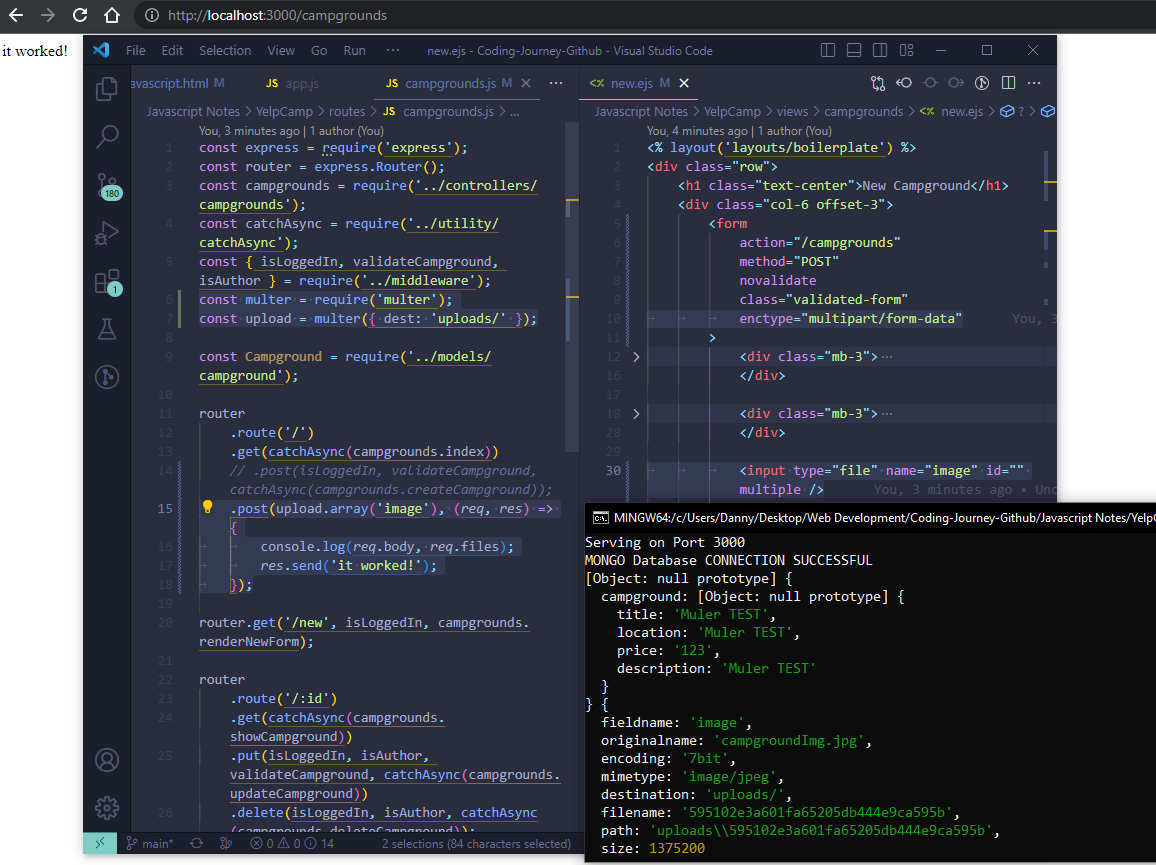 http://localhost:3000/campgrounds
it worked!
File Edit Selection View Go Run ··· new.ejs - Coding-Journey-Github - Visual Studio Code
avascript.html M JS app.js JS campgrounds.js M ···
<%> new.ejs M
Javascript Notes > YelpCamp > routes > JS campgrounds.js > ...
You, 3 minutes ago | 1 author (You)
1 const express = require('express');
2 const router = express.Router();
3 const campgrounds = require('../controllers/
campgrounds');
4 const catchAsync = require('../utility/
catchAsync');
5 const { isLoggedIn, validateCampground,
isAuthor } = require('../middleware');
6 const multer = require('multer');
7 const upload = multer({ dest: 'uploads/' });
8
9 const Campground = require('../models/
campground');
10
11 router
12 .route('/')
13 .get(catchAsync(campgrounds.index))
14 // .post(isLoggedIn, validateCampground,
catchAsync(campgrounds.createCampground));
15 .post(upload.array('image'), (req, res) =>
{
16 console.log(req.body, req.files);
17 res.send('it worked!');
18 });
19
20 router.get('/new', isLoggedIn, campgrounds.
renderNewForm);
21
22 router
23 .route('/:id')
24 .get(catchAsync(campgrounds.
showCampground))
25 .put(isLoggedIn, isAuthor,
validateCampground, catchAsync(campgrounds.
updateCampground))
26 .delete(isLoggedIn, isAuthor, catchAsync
(campgrounds.deleteCampground));
Javascript Notes > YelpCamp > views > campgrounds > <%> new.ejs > ? >
You, 4 minutes ago | 1 author (You)
1 <% layout('layouts/boilerplate') %>
2 <div class="row">
3 <h1 class="text-center">New Campground</h1>
4 <div class="col-6 offset-3">
5 <form
6 action="/campgrounds"
7 method="POST"
8 novalidate
9 class="validated-form"
10 enctype="multipart/form-data" You, 3
11 >
12 <div class="mb-3">···
16 </div>
17
18 <div class="mb-3">···
28 </div>
29
30 <input type="file" name="image" id=""
multiple /> You, 3 minutes ago • Unc
180
1
MINGW64:/c/Users/Danny/Desktop/Web Development/Coding-Journey-Github/Javascript Notes/YelpC
Serving on Port 3000
MONGO Database CONNECTION SUCCESSFUL
[Object: null prototype] {
campground: [Object: null prototype] {
title: 'Muler TEST',
location: 'Muler TEST',
price: '123',
description: 'Muler TEST'
}
} {
fieldname: 'image',
originalname: 'campgroundImg.jpg',
encoding: '7bit',
mimetype: 'image/jpeg',
destination: 'uploads/',
filename: '595102e3a601fa65205db444e9ca595b',
path: 'uploads\\595102e3a601fa65205db444e9ca595b',
size: 1375200
main* 0 0 14 2 selections (84 characters selected)